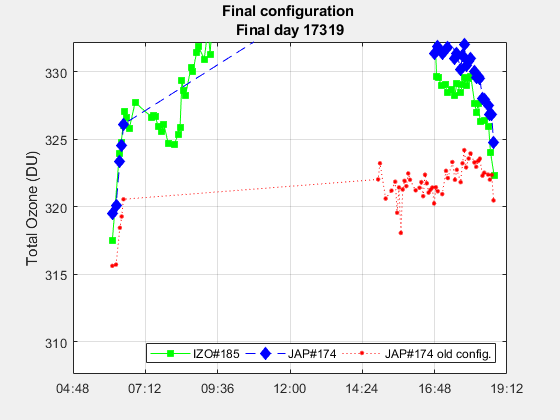 Final configuration
Final day 17319
Total Ozone (DU)
330
325
320
315
310
IZO#185 JAP#174 JAP#174 old config.
04:48 07:12 09:36 12:00 14:24 16:48 19:12